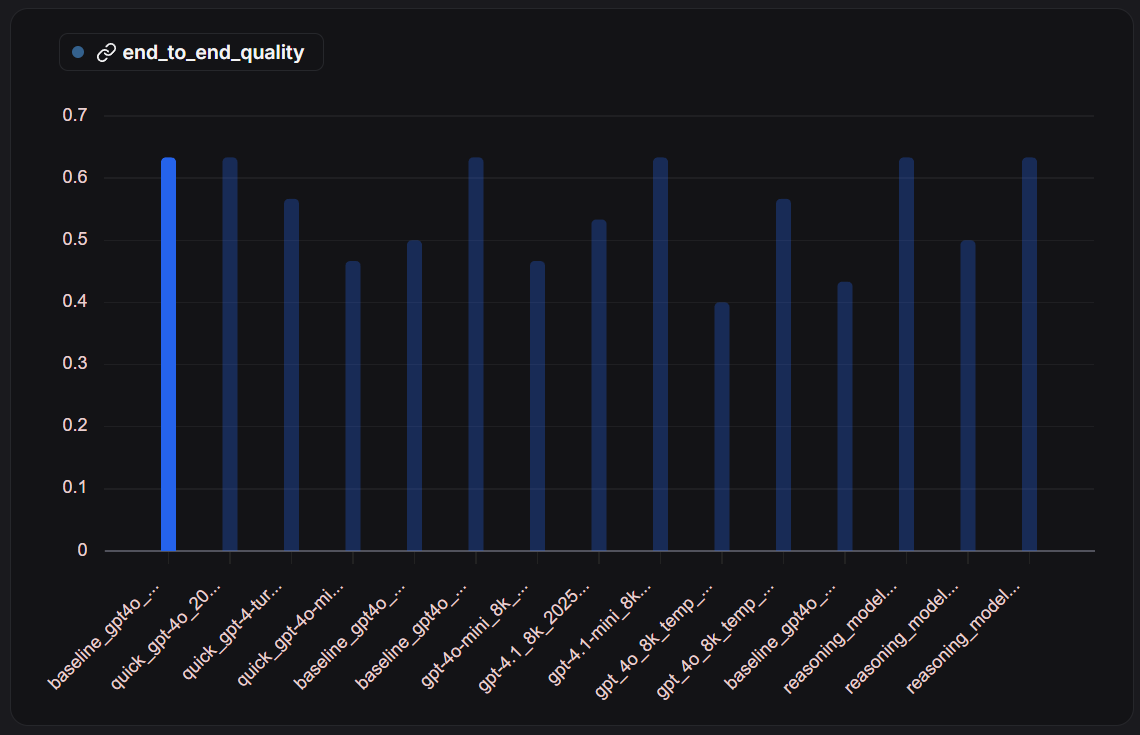 end_to_end_quality
0.7
0.6
0.5
0.4
0.3
0.2
0.1
0
baseline_gpt4o_...
quick_gpt-4o_20...
quick_gpt-4-tur...
quick_gpt-4o-mi...
baseline_gpt4o_...
baseline_gpt4o_...
gpt-4o-mini_8k_...
gpt-4.1_8k_2025...
gpt-4.1-mini_8k...
gpt_4o_8k_temp_...
gpt_4o_8k_temp_...
baseline_gpt4o_...
reasoning_model...
reasoning_model...
reasoning_model...